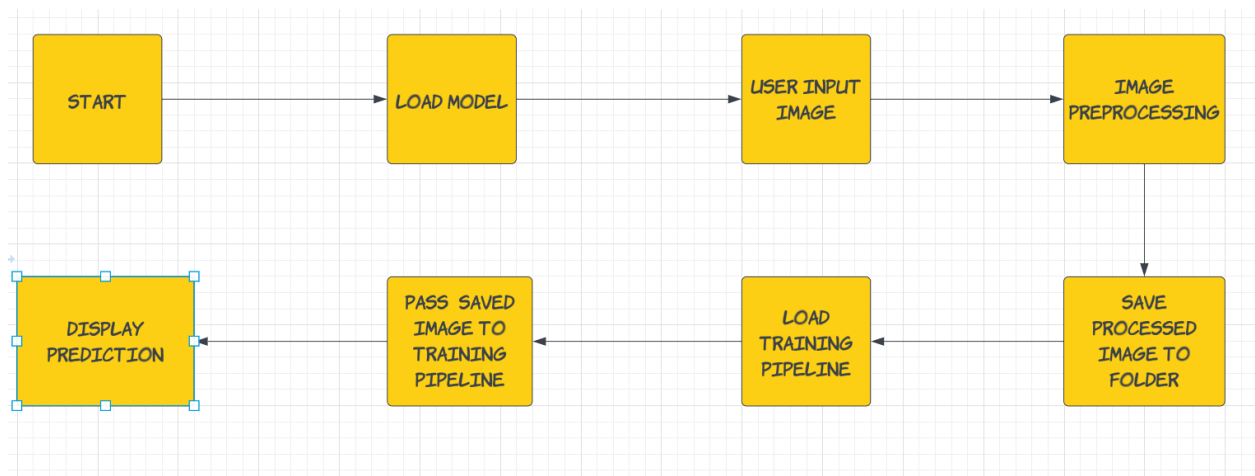 START
LOAD MODEL
USER INPUT
IMAGE
IMAGE
PREPROCESSING
SAVE
PROCESSED
IMAGE TO
FOLDER
LOAD
TRAINING
PIPELINE
PASS SAVED
IMAGE TO
TRAINING
PIPELINE
DISPLAY
PREDICTION